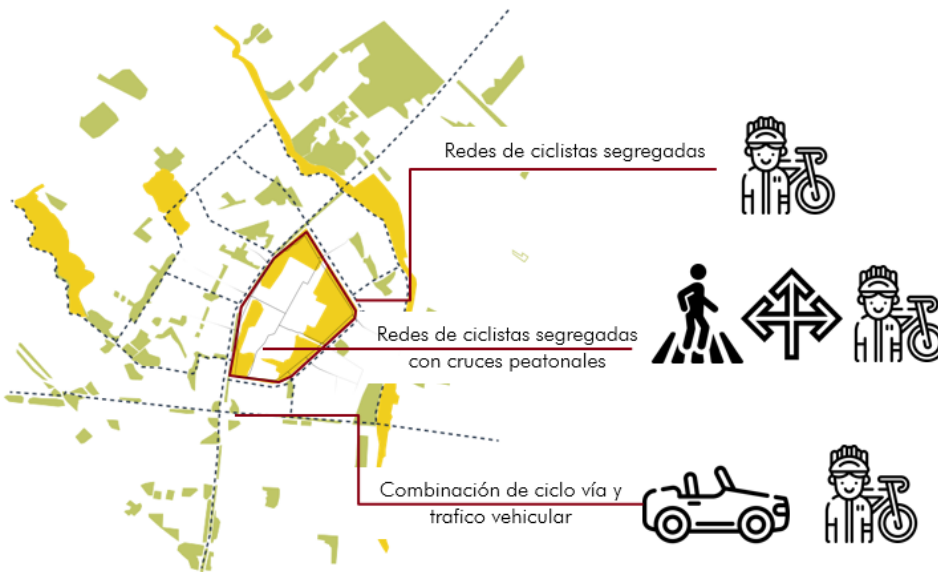 Redes de ciclistas segregadas
Redes de ciclistas segregadas
con cruces peatonales
Combinación de ciclo vía y
trafico vehicular